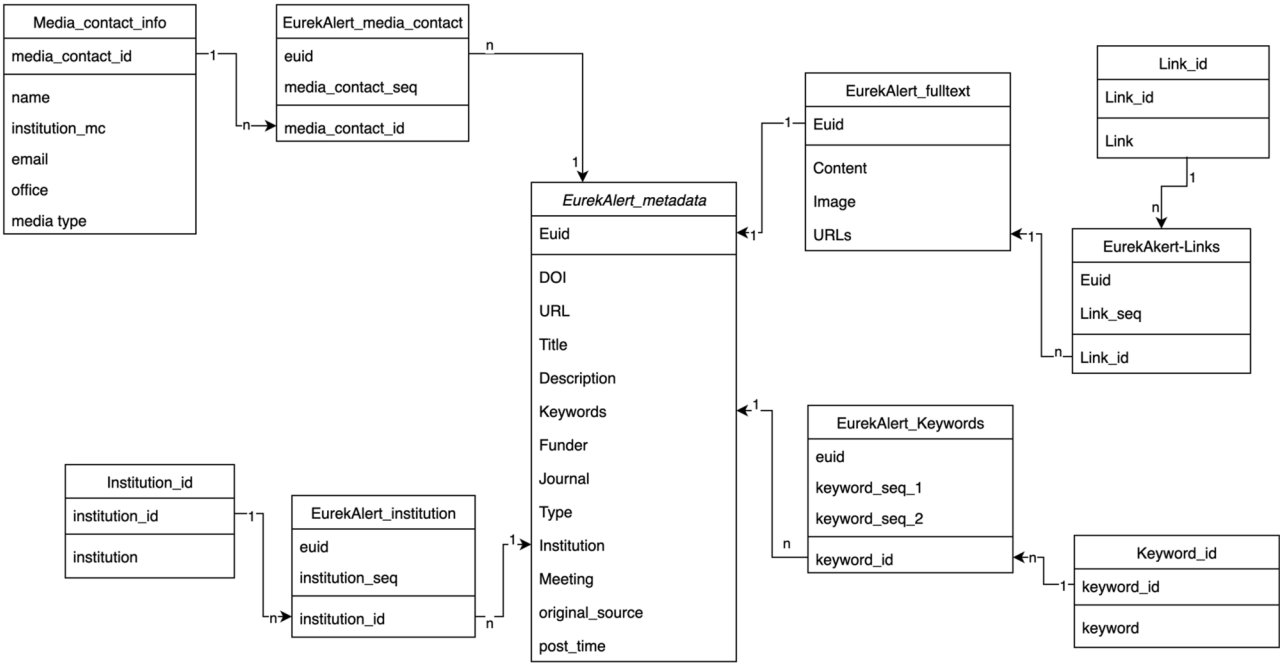 Media_contact_info
media_contact_id
name
institution_mc
email
office
media type
1
n
EurekAlert_media_contact
euid
media_contact_seq
media_contact_id
n
1
EurekAlert_metadata
Euid
DOI
URL
Title
Description
Keywords
Funder
Journal
Type
Institution
Meeting
original_source
post_time
1
1
EurekAlert_fulltext
Euid
Content
Image
URLs
1
n
Link_id
Link_id
Link
1
n
EurekAkert-Links
Euid
Link_seq
Link_id
1
n
EurekAlert_Keywords
euid
keyword_seq_1
keyword_seq_2
keyword_id
n
1
Keyword_id
keyword_id
keyword
Institution_id
institution_id
institution
1
n
EurekAlert_institution
euid
institution_seq
institution_id
1
n